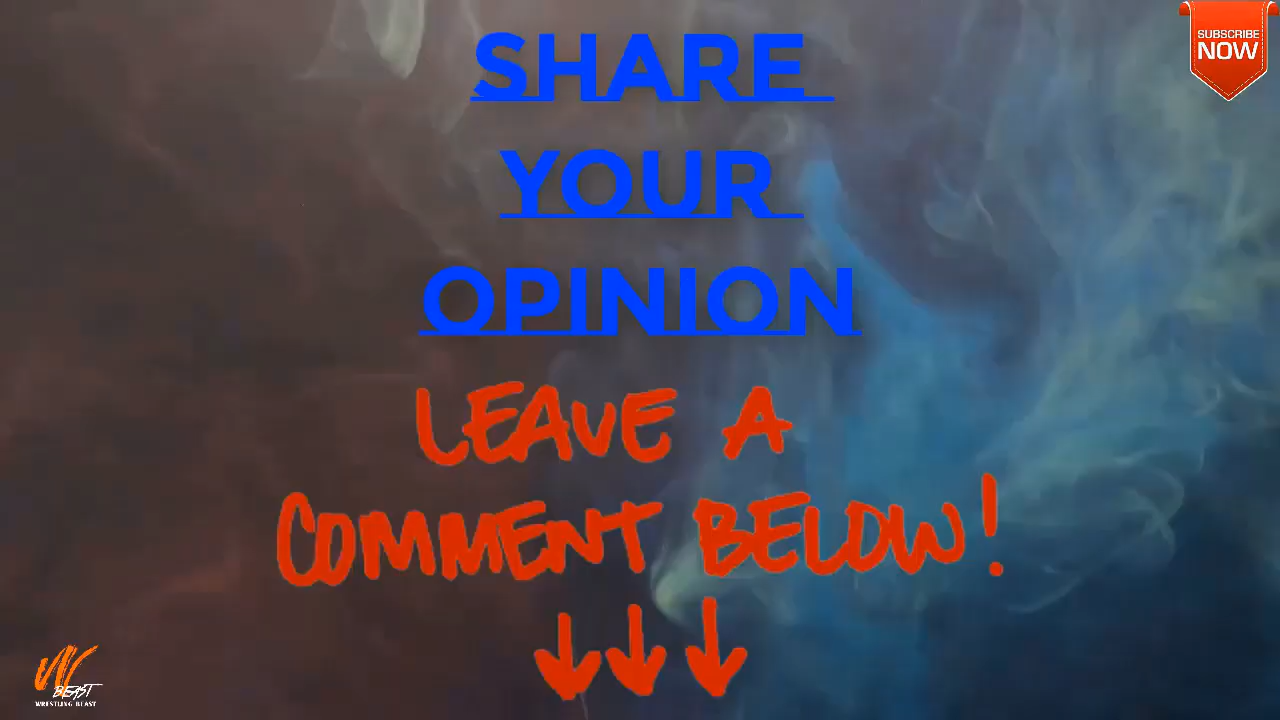 SHARE
YOUR
OPINION
LEAVE A
COMMENT BELOW!
SUBSCRIBE
NOW
BEAST
WRESTLING BEAST